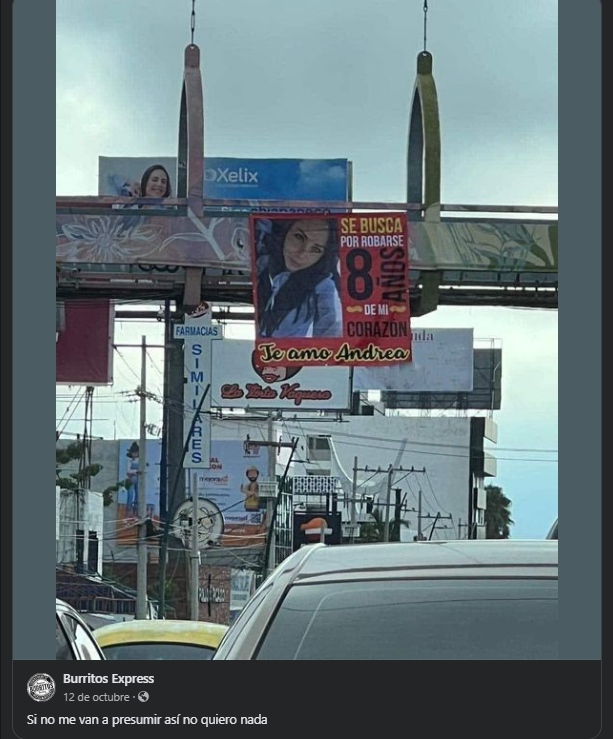 Xelix
SE BUSCA
POR ROBARSE
8 AÑOS
DE MI
CORAZÓN
Te amo Andrea
FARMACIAS
SIMILARES
La Torta Vaquera
Burritos Express
12 de octubre ·
Si no me van a presumir así no quiero nada